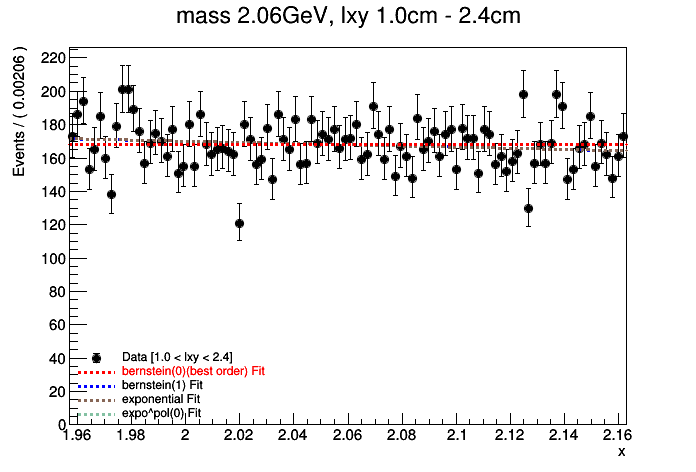 mass 2.06GeV, lxy 1.0cm - 2.4cm
Events / ( 0.00206 )
220
200
180
160
140
120
100
80
60
40
20
0
Data [1.0 < lxy < 2.4]
bernstein(0)(best order) Fit
bernstein(1) Fit
exponential Fit
expo^pol(0) Fit
1.96 1.98 2 2.02 2.04 2.06 2.08 2.1 2.12 2.14 2.16
x